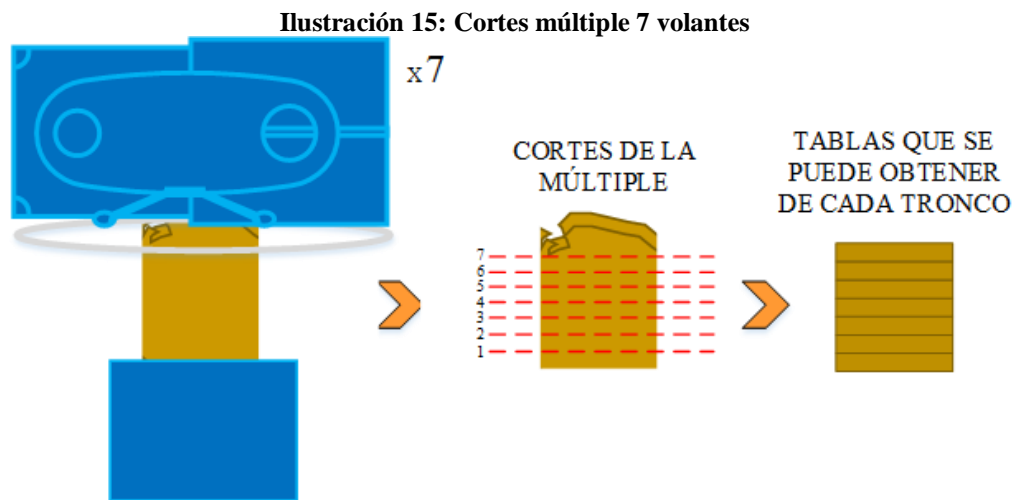 Ilustración 15: Cortes múltiple 7 volantes
x7
CORTES DE LA
MÚLTIPLE
7
6
5
4
3
2
1
TABLAS QUE SE
PUEDE OBTENER
DE CADA TRONCO